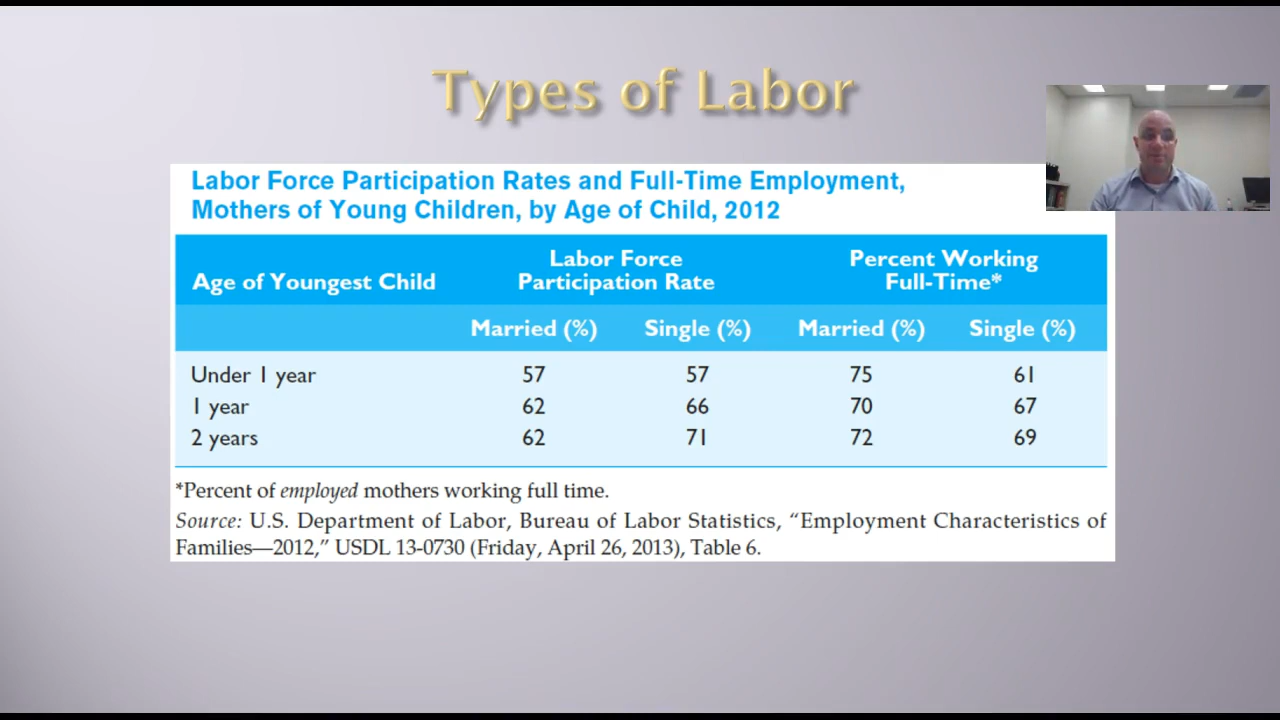 Types of Labor
Labor Force Participation Rates and Full-Time Employment,
Mothers of Young Children, by Age of Child, 2012
Age of Youngest Child Labor Force Participation Rate Percent Working Full-Time*
Married (%) Single (%) Married (%) Single (%)
Under 1 year 57 57 75 61
1 year 62 66 70 67
2 years 62 71 72 69
*Percent of employed mothers working full time.
Source: U.S. Department of Labor, Bureau of Labor Statistics, “Employment Characteristics of
Families—2012,” USDL 13-0730 (Friday, April 26, 2013), Table 6.